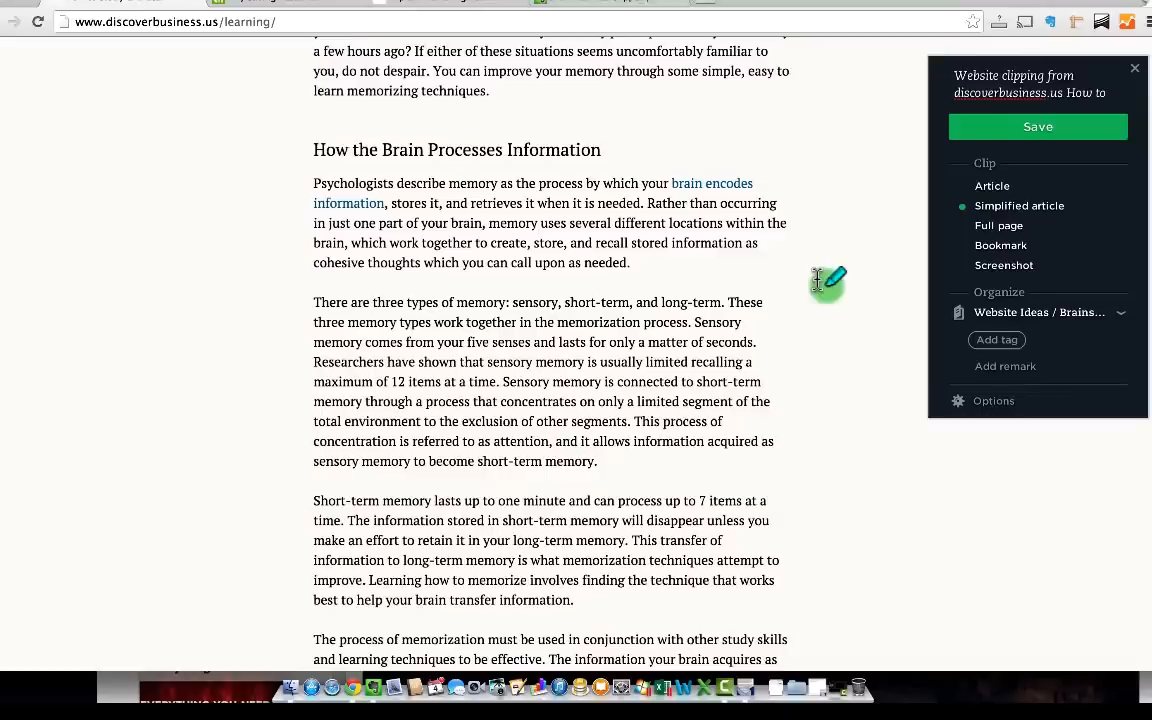 www.discoverbusiness.us/learning/
a few hours ago? If either of these situations seems uncomfortably familiar to
you, do not despair. You can improve your memory through some simple, easy to
learn memorizing techniques.
How the Brain Processes Information
Psychologists describe memory as the process by which your brain encodes
information, stores it, and retrieves it when it is needed. Rather than occurring
in just one part of your brain, memory uses several different locations within the
brain, which work together to create, store, and recall stored information as
cohesive thoughts which you can call upon as needed.
There are three types of memory: sensory, short-term, and long-term. These
three memory types work together in the memorization process. Sensory
memory comes from your five senses and lasts for only a matter of seconds.
Researchers have shown that sensory memory is usually limited recalling a
maximum of 12 items at a time. Sensory memory is connected to short-term
memory through a process that concentrates on only a limited segment of the
total environment to the exclusion of other segments. This process of
concentration is referred to as attention, and it allows information acquired as
sensory memory to become short-term memory.
Short-term memory lasts up to one minute and can process up to 7 items at a
time. The information stored in short-term memory will disappear unless you
make an effort to retain it in your long-term memory. This transfer of
information to long-term memory is what memorization techniques attempt to
improve. Learning how to memorize involves finding the technique that works
best to help your brain transfer information.
The process of memorization must be used in conjunction with other study skills
and learning techniques to be effective. The information your brain acquires as
Website clipping from
discoverbusiness.us How to
Save
Clip
Article
Simplified article
Full page
Bookmark
Screenshot
Organize
Website Ideas / Brains...
Add tag
Add remark
Options
EVERYTHING YOU NEED